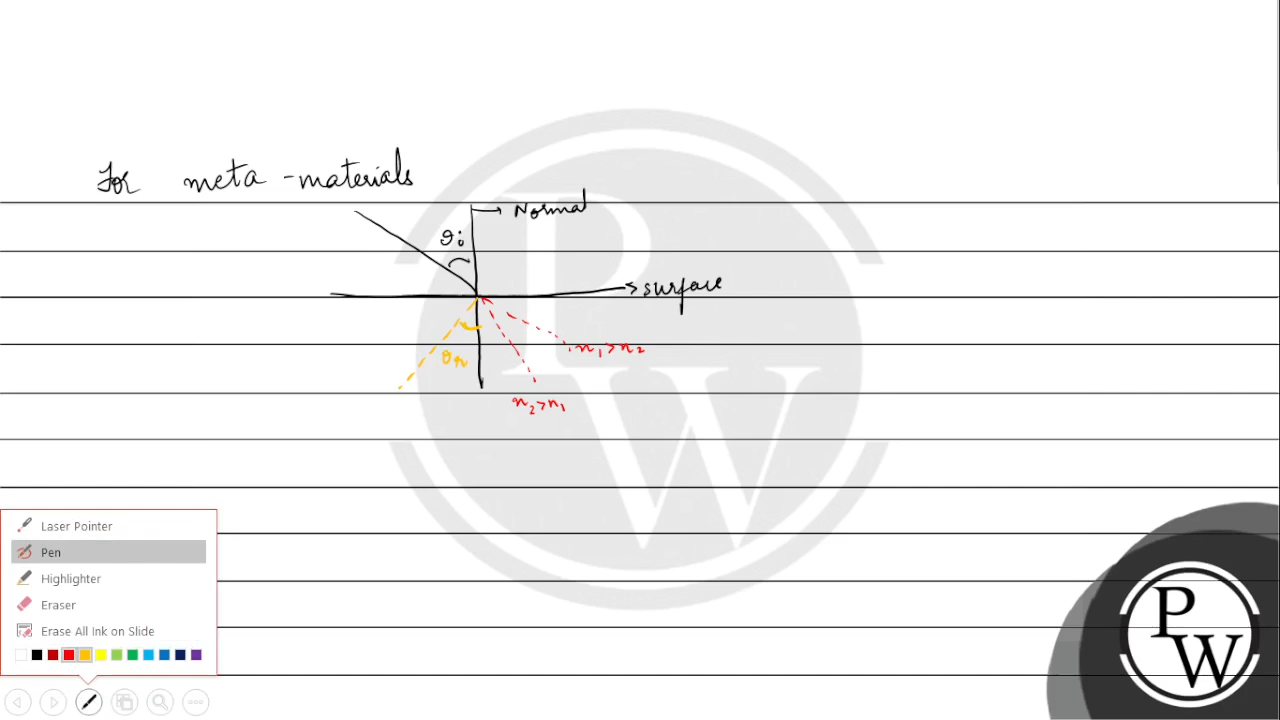 For meta-materials
Normal
θi
surface
θr
n1>n2
n2>n1
Laser Pointer
Pen
Highlighter
Eraser
Erase All Ink on Slide
P
W
P
W